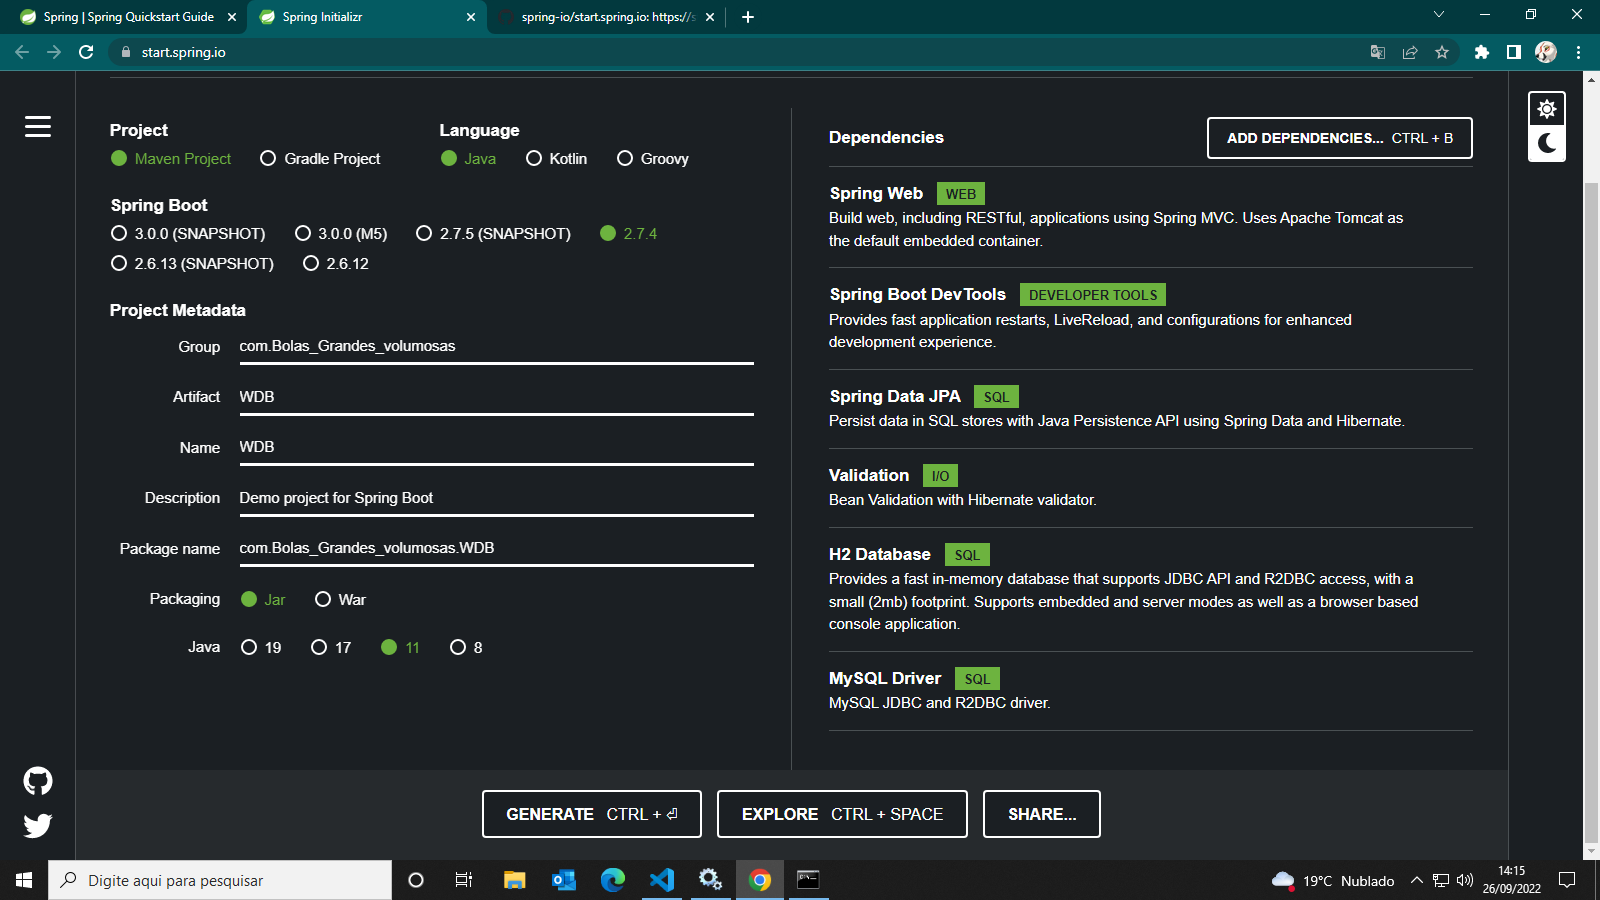 Spring | Spring Quickstart Guide
Spring Initializr
spring-io/start.spring.io: https://s
start.spring.io
Project
Maven Project
Gradle Project
Language
Java
Kotlin
Groovy
Spring Boot
3.0.0 (SNAPSHOT)
3.0.0 (M5)
2.7.5 (SNAPSHOT)
2.7.4
2.6.13 (SNAPSHOT)
2.6.12
Project Metadata
Group com.Bolas_Grandes_volumosas
Artifact WDB
Name WDB
Description Demo project for Spring Boot
Package name com.Bolas_Grandes_volumosas.WDB
Packaging Jar War
Java 19 17 11 8
Dependencies
ADD DEPENDENCIES... CTRL + B
Spring Web WEB
Build web, including RESTful, applications using Spring MVC. Uses Apache Tomcat as
the default embedded container.
Spring Boot DevTools DEVELOPER TOOLS
Provides fast application restarts, LiveReload, and configurations for enhanced
development experience.
Spring Data JPA SQL
Persist data in SQL stores with Java Persistence API using Spring Data and Hibernate.
Validation I/O
Bean Validation with Hibernate validator.
H2 Database SQL
Provides a fast in-memory database that supports JDBC API and R2DBC access, with a
small (2mb) footprint. Supports embedded and server modes as well as a browser based
console application.
MySQL Driver SQL
MySQL JDBC and R2DBC driver.
GENERATE CTRL + ⏎
EXPLORE CTRL + SPACE
SHARE...
Digite aqui para pesquisar
19°C Nublado
14:15
26/09/2022